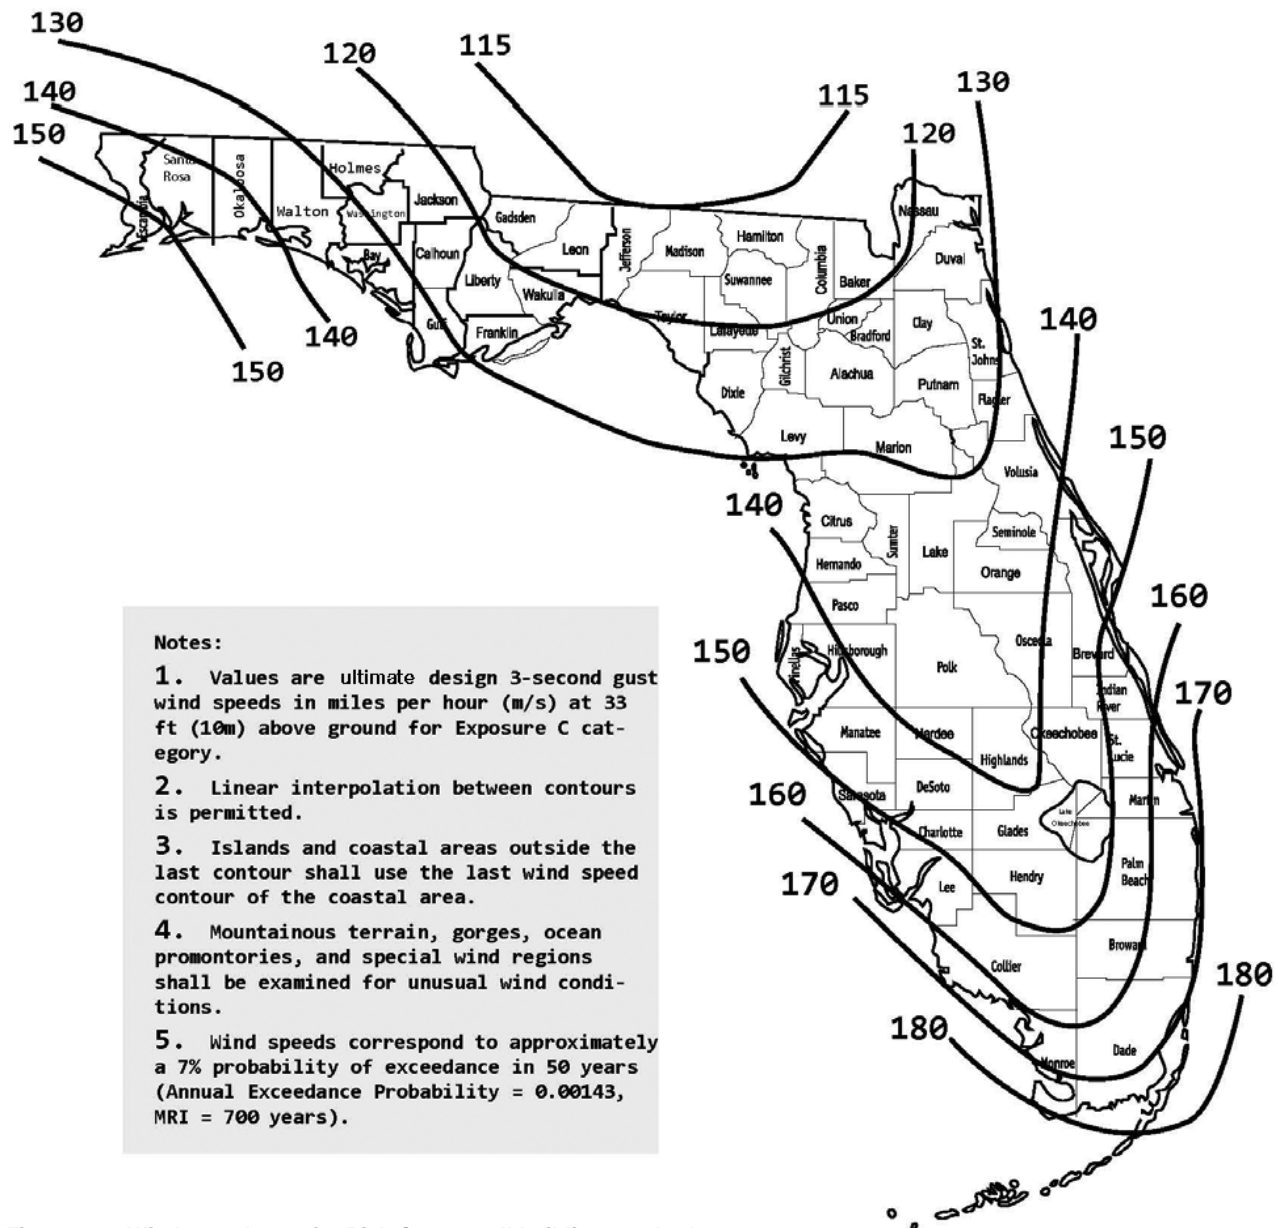 130
120
115
115
130
120
140
150
Santa
Rosa
Escambia
Okaloosa
Walton
Holmes
Washington
Jackson
Bay
Calhoun
Gulf
Gadsden
Liberty
Franklin
Leon
Wakulla
Jefferson
Madison
Taylor
Hamilton
Suwannee
Lafayette
Dixie
Columbia
Baker
Nassau
Duval
Union
Bradford
Clay
St.
Johns
Gilchrist
Alachua
Putnam
Flagler
Levy
Marion
Volusia
150
140
140
150
140
Citrus
Hernando
Pasco
Sumter
Lake
Seminole
Orange
Osceola
Brevard
Indian
River
Pinellas
Hillsborough
Polk
Manatee
Hardee
Highlands
Okeechobee
St.
Lucie
Sarasota
DeSoto
Charlotte
Glades
Lake
Okeechobee
Martin
Lee
Hendry
Palm
Beach
Collier
Broward
Monroe
Dade
150
160
170
180
160
170
180
Notes:
1. Values are ultimate design 3-second gust
wind speeds in miles per hour (m/s) at 33
ft (10m) above ground for Exposure C cat-
egory.
2. Linear interpolation between contours
is permitted.
3. Islands and coastal areas outside the
last contour shall use the last wind speed
contour of the coastal area.
4. Mountainous terrain, gorges, ocean
promontories, and special wind regions
shall be examined for unusual wind condi-
tions.
5. Wind speeds correspond to approximately
a 7% probability of exceedance in 50 years
(Annual Exceedance Probability = 0.00143,
MRI = 700 years).